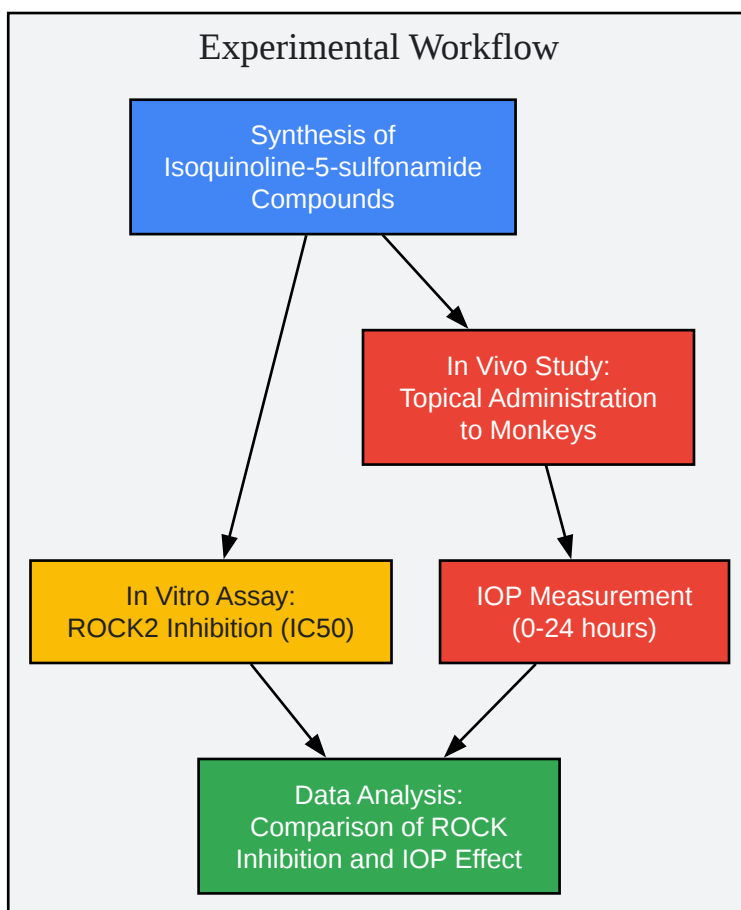 Experimental Workflow
Synthesis of
Isoquinoline-5-sulfonamide
Compounds
In Vivo Study:
Topical Administration
to Monkeys
In Vitro Assay:
ROCK2 Inhibition (IC50)
IOP Measurement
(0-24 hours)
Data Analysis:
Comparison of ROCK
Inhibition and IOP Effect